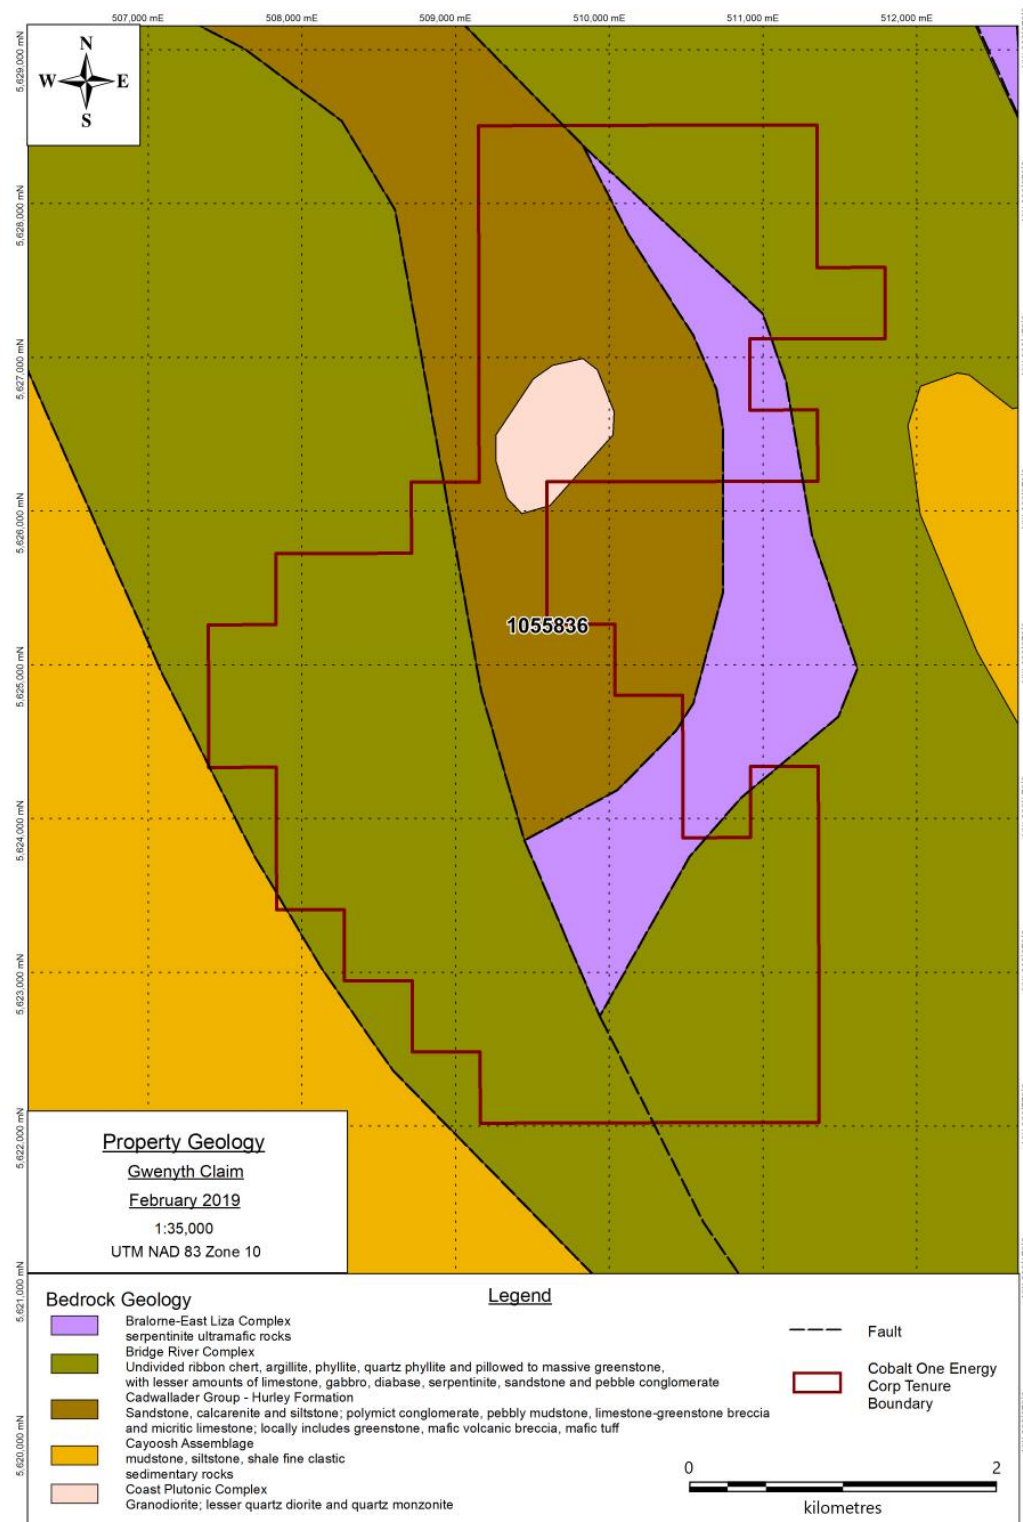 507,000 mE
508,000 mE
509,000 mE
510,000 mE
511,000 mE
512,000 mE
5,629,000 mN
5,628,000 mN
5,627,000 mN
5,626,000 mN
5,625,000 mN
5,624,000 mN
5,623,000 mN
5,622,000 mN
5,621,000 mN
5,620,000 mN
N
W
E
S
1055836
Property Geology
Gwenyth Claim
February 2019
1:35,000
UTM NAD 83 Zone 10
Legend
Bedrock Geology
Bralorne-East Liza Complex
serpentinite ultramafic rocks
Bridge River Complex
Undivided ribbon chert, argillite, phyllite, quartz phyllite and pillowed to massive greenstone,
with lesser amounts of limestone, gabbro, diabase, serpentinite, sandstone and pebble conglomerate
Cadwallader Group - Hurley Formation
Sandstone, calcarenite and siltstone; polymict conglomerate, pebbly mudstone, limestone-greenstone breccia
and micritic limestone; locally includes greenstone, mafic volcanic breccia, mafic tuff
Cayoosh Assemblage
mudstone, siltstone, shale fine clastic
sedimentary rocks
Coast Plutonic Complex
Granodiorite; lesser quartz diorite and quartz monzonite
Fault
Cobalt One Energy
Corp Tenure
Boundary
0
2
kilometres